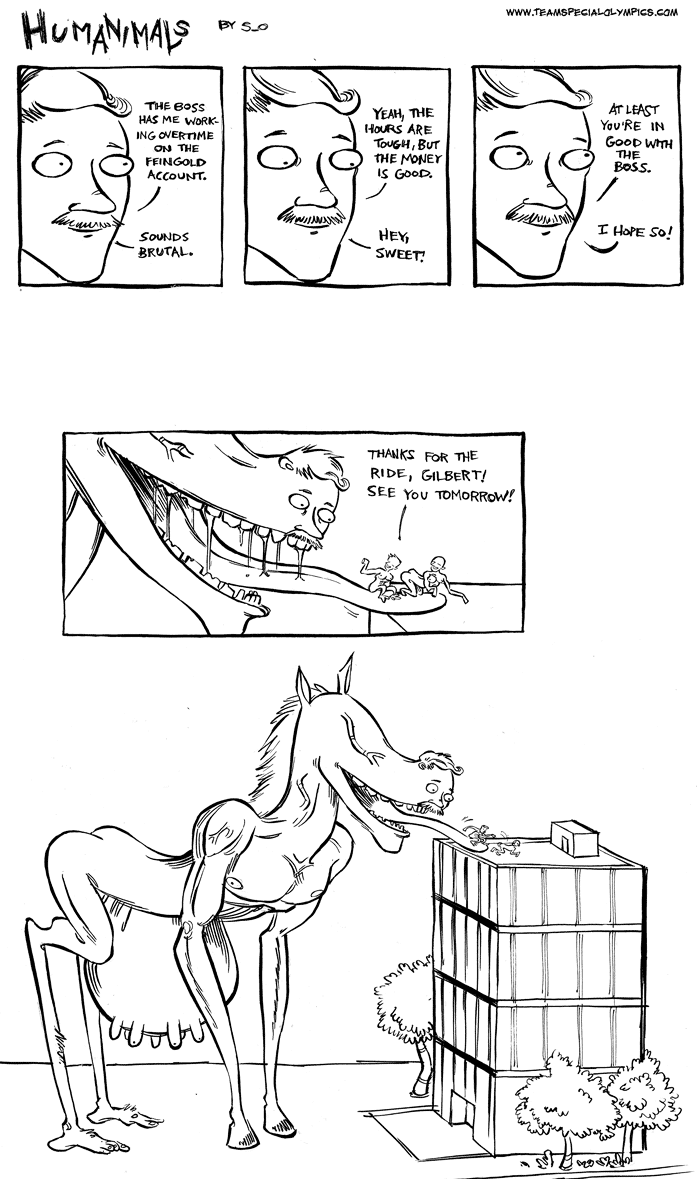 HUMANIMALS
BY S_O
WWW.TEAMSPECIALOLYMPICS.COM
THE BOSS
HAS ME WORK-
ING OVERTIME
ON THE
FEINGOLD
ACCOUNT.
SOUNDS
BRUTAL.
YEAH, THE
HOURS ARE
TOUGH, BUT
THE MONEY
IS GOOD.
HEY,
SWEET!
AT LEAST
YOU'RE IN
GOOD WITH
THE
BOSS.
I HOPE SO!
THANKS FOR THE
RIDE, GILBERT!
SEE YOU TOMORROW!